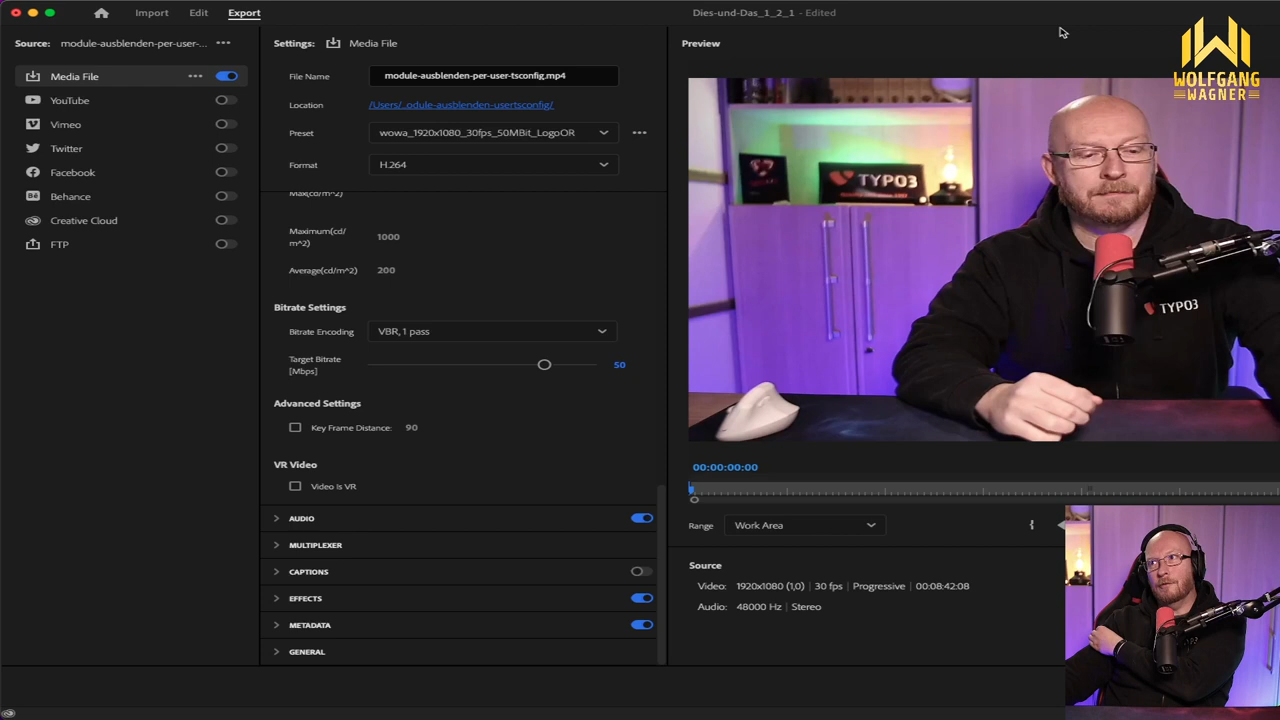 Import Edit Export
Dies-und-Das_1_2_1 - Edited
Source: module-ausblenden-per-user-... •••
Media File •••
YouTube
Vimeo
Twitter
Facebook
Behance
Creative Cloud
FTP
Settings: Media File
File Name module-ausblenden-per-user-tsconfig.mp4
Location /Users/...odule-ausblenden-usertsconfig/
Preset wowa_1920x1080_30fps_50MBit_LogoOR •••
Format H.264
Max(cd/m^2)
Maximum(cd/
m^2) 1000
Average(cd/m^2) 200
Bitrate Settings
Bitrate Encoding VBR, 1 pass
Target Bitrate
[Mbps] 50
Advanced Settings
Key Frame Distance: 90
VR Video
Video Is VR
AUDIO
MULTIPLEXER
CAPTIONS
EFFECTS
METADATA
GENERAL
Preview
WOLFGANG
WAGNER
TYPO3
TYPO3
00:00:00:00
Range Work Area
Source
Video: 1920x1080 (1,0) | 30 fps | Progressive | 00:08:42:08
Audio: 48000 Hz | Stereo